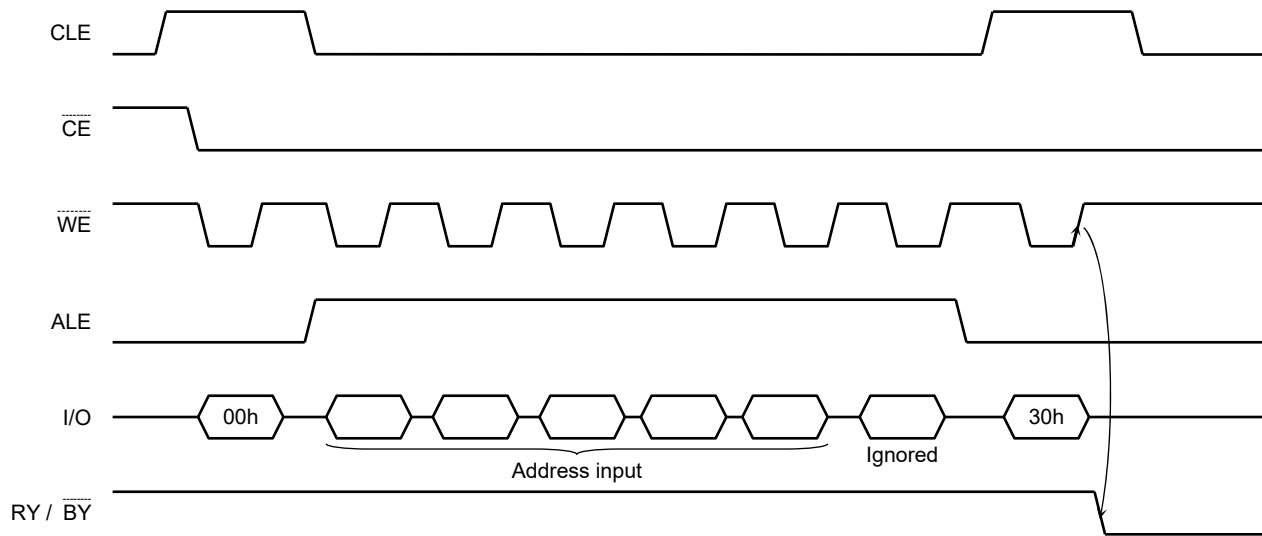 CLE
CE
WE
ALE
I/O
00h
30h
Ignored
Address input
RY / BY